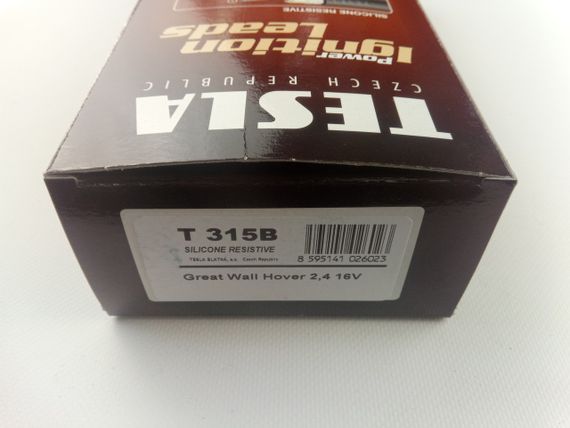 SILICONE RESISTIVE
Power
Ignition
Leads
CZECH REPUBLIC
TESLA
T 315B
SILICONE RESISTIVE
TESLA BLATNÁ, a.s. Czech Republic
8 595141 026023
Great Wall Hover 2,4 16V